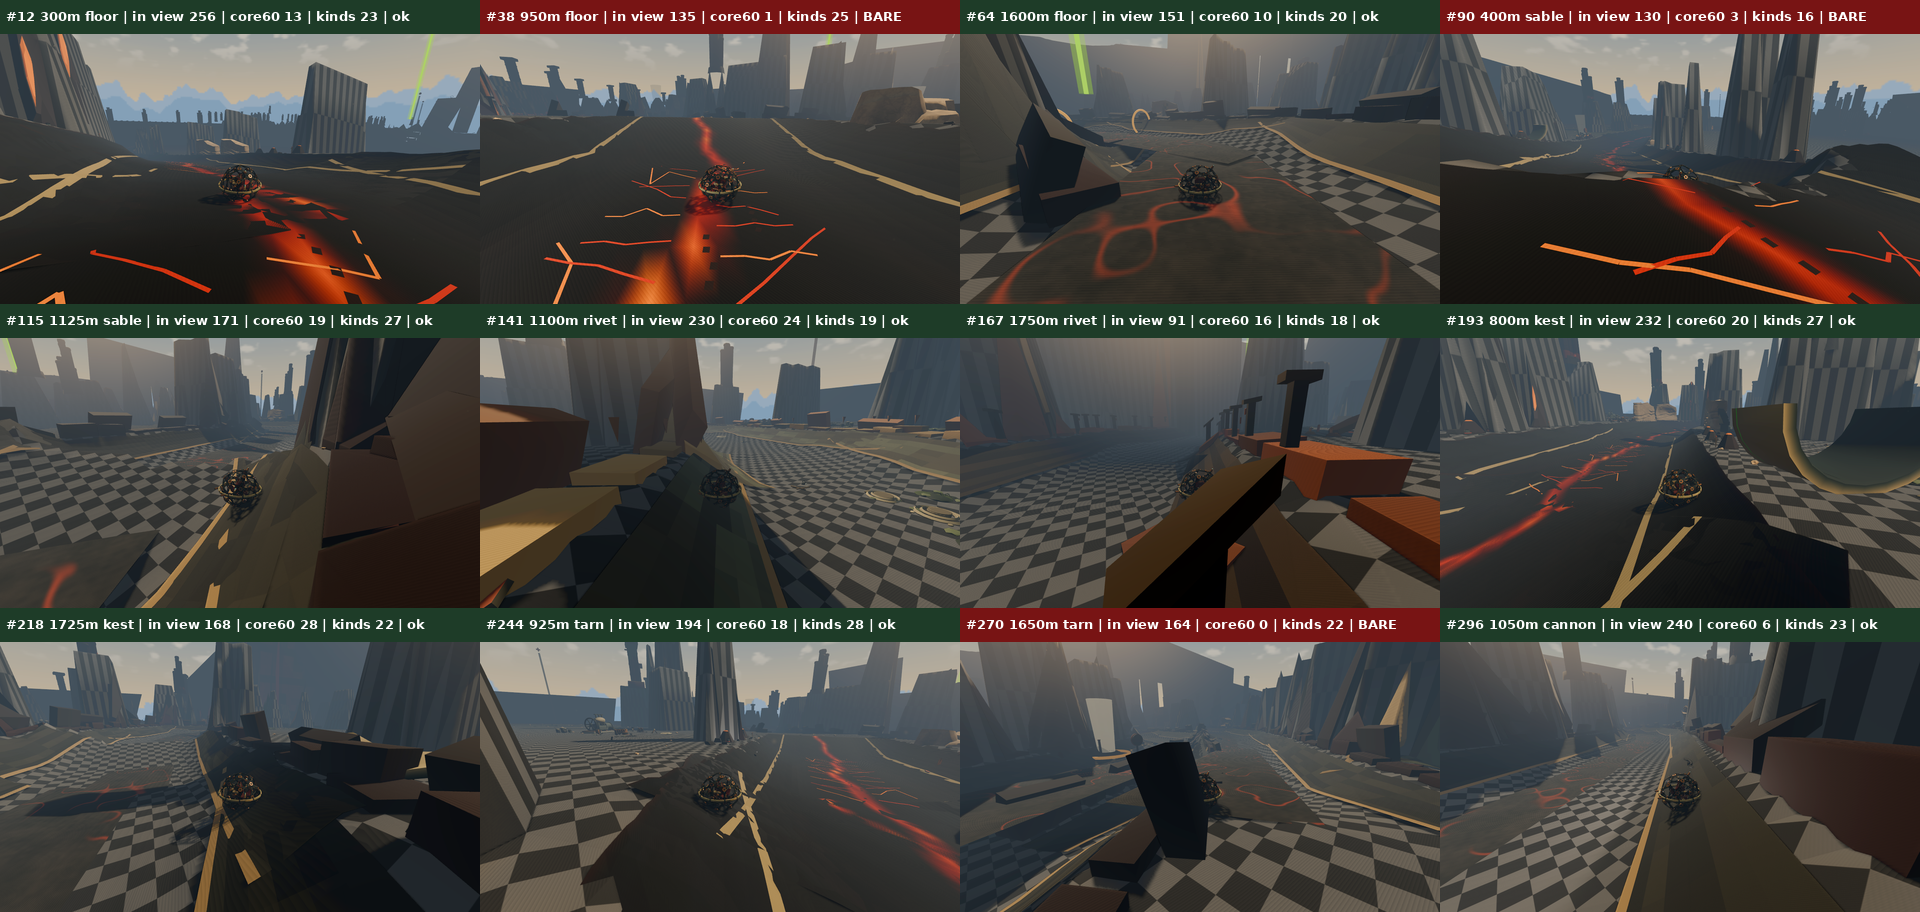 #12 300m floor | in view 256 | core60 13 | kinds 23 | ok
#38 950m floor | in view 135 | core60 1 | kinds 25 | BARE
#64 1600m floor | in view 151 | core60 10 | kinds 20 | ok
#90 400m sable | in view 130 | core60 3 | kinds 16 | BARE
#115 1125m sable | in view 171 | core60 19 | kinds 27 | ok
#141 1100m rivet | in view 230 | core60 24 | kinds 19 | ok
#167 1750m rivet | in view 91 | core60 16 | kinds 18 | ok
#193 800m kest | in view 232 | core60 20 | kinds 27 | ok
#218 1725m kest | in view 168 | core60 28 | kinds 22 | ok
#244 925m tarn | in view 194 | core60 18 | kinds 28 | ok
#270 1650m tarn | in view 164 | core60 0 | kinds 22 | BARE
#296 1050m cannon | in view 240 | core60 6 | kinds 23 | ok